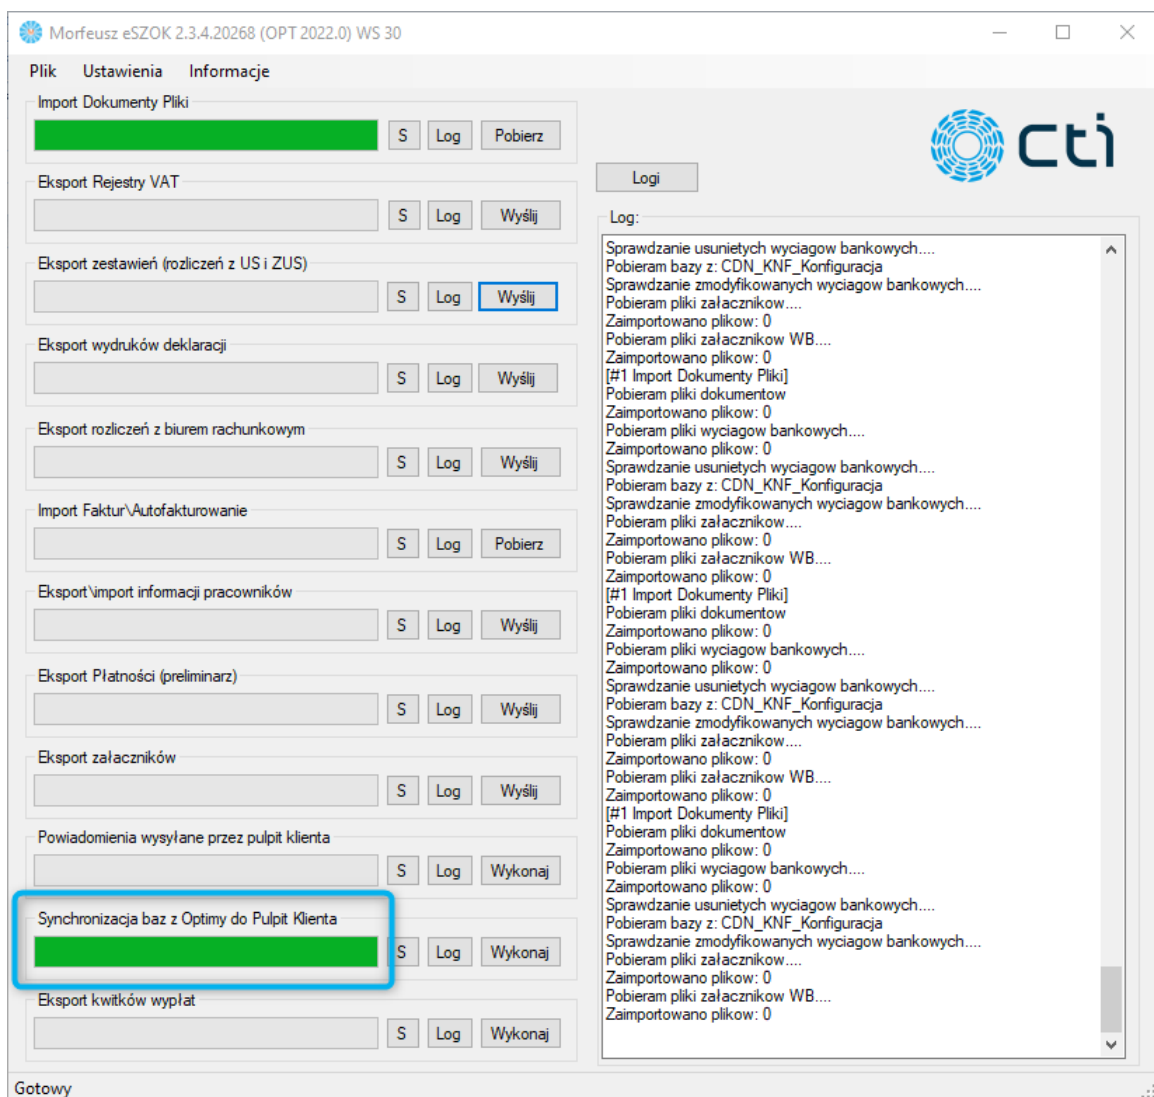 Morfeusz eSZOK 2.3.4.20268 (OPT 2022.0) WS 30
Plik Ustawienia Informacje
Import Dokumenty Pliki
S Log Pobierz
Eksport Rejestry VAT
S Log Wyślij
Eksport zestawień (rozliczeń z US i ZUS)
S Log Wyślij
Eksport wydruków deklaracji
S Log Wyślij
Eksport rozliczeń z biurem rachunkowym
S Log Wyślij
Import Faktur\Autofakturowanie
S Log Pobierz
Eksport\import informacji pracowników
S Log Wyślij
Eksport Płatności (preliminarz)
S Log Wyślij
Eksport załaczników
S Log Wyślij
Powiadomienia wysyłane przez pulpit klienta
S Log Wykonaj
Synchronizacja baz z Optimy do Pulpit Klienta
S Log Wykonaj
Eksport kwitków wypłat
S Log Wykonaj
cti
Logi
Log:
Sprawdzanie usunietych wyciagow bankowych....
Pobieram bazy z: CDN_KNF_Konfiguracja
Sprawdzanie zmodyfikowanych wyciagow bankowych....
Pobieram pliki załacznikow....
Zaimportowano plikow: 0
Pobieram pliki załacznikow WB....
Zaimportowano plikow: 0
[#1 Import Dokumenty Pliki]
Pobieram pliki dokumentow
Zaimportowano plikow: 0
Pobieram pliki wyciagow bankowych....
Zaimportowano plikow: 0
Sprawdzanie usunietych wyciagow bankowych....
Pobieram bazy z: CDN_KNF_Konfiguracja
Sprawdzanie zmodyfikowanych wyciagow bankowych....
Pobieram pliki załacznikow....
Zaimportowano plikow: 0
Pobieram pliki załacznikow WB....
Zaimportowano plikow: 0
[#1 Import Dokumenty Pliki]
Pobieram pliki dokumentow
Zaimportowano plikow: 0
Pobieram pliki wyciagow bankowych....
Zaimportowano plikow: 0
Sprawdzanie usunietych wyciagow bankowych....
Pobieram bazy z: CDN_KNF_Konfiguracja
Sprawdzanie zmodyfikowanych wyciagow bankowych....
Pobieram pliki załacznikow....
Zaimportowano plikow: 0
Pobieram pliki załacznikow WB....
Zaimportowano plikow: 0
[#1 Import Dokumenty Pliki]
Pobieram pliki dokumentow
Zaimportowano plikow: 0
Pobieram pliki wyciagow bankowych....
Zaimportowano plikow: 0
Sprawdzanie usunietych wyciagow bankowych....
Pobieram bazy z: CDN_KNF_Konfiguracja
Sprawdzanie zmodyfikowanych wyciagow bankowych....
Pobieram pliki załacznikow....
Zaimportowano plikow: 0
Pobieram pliki załacznikow WB....
Zaimportowano plikow: 0
Gotowy